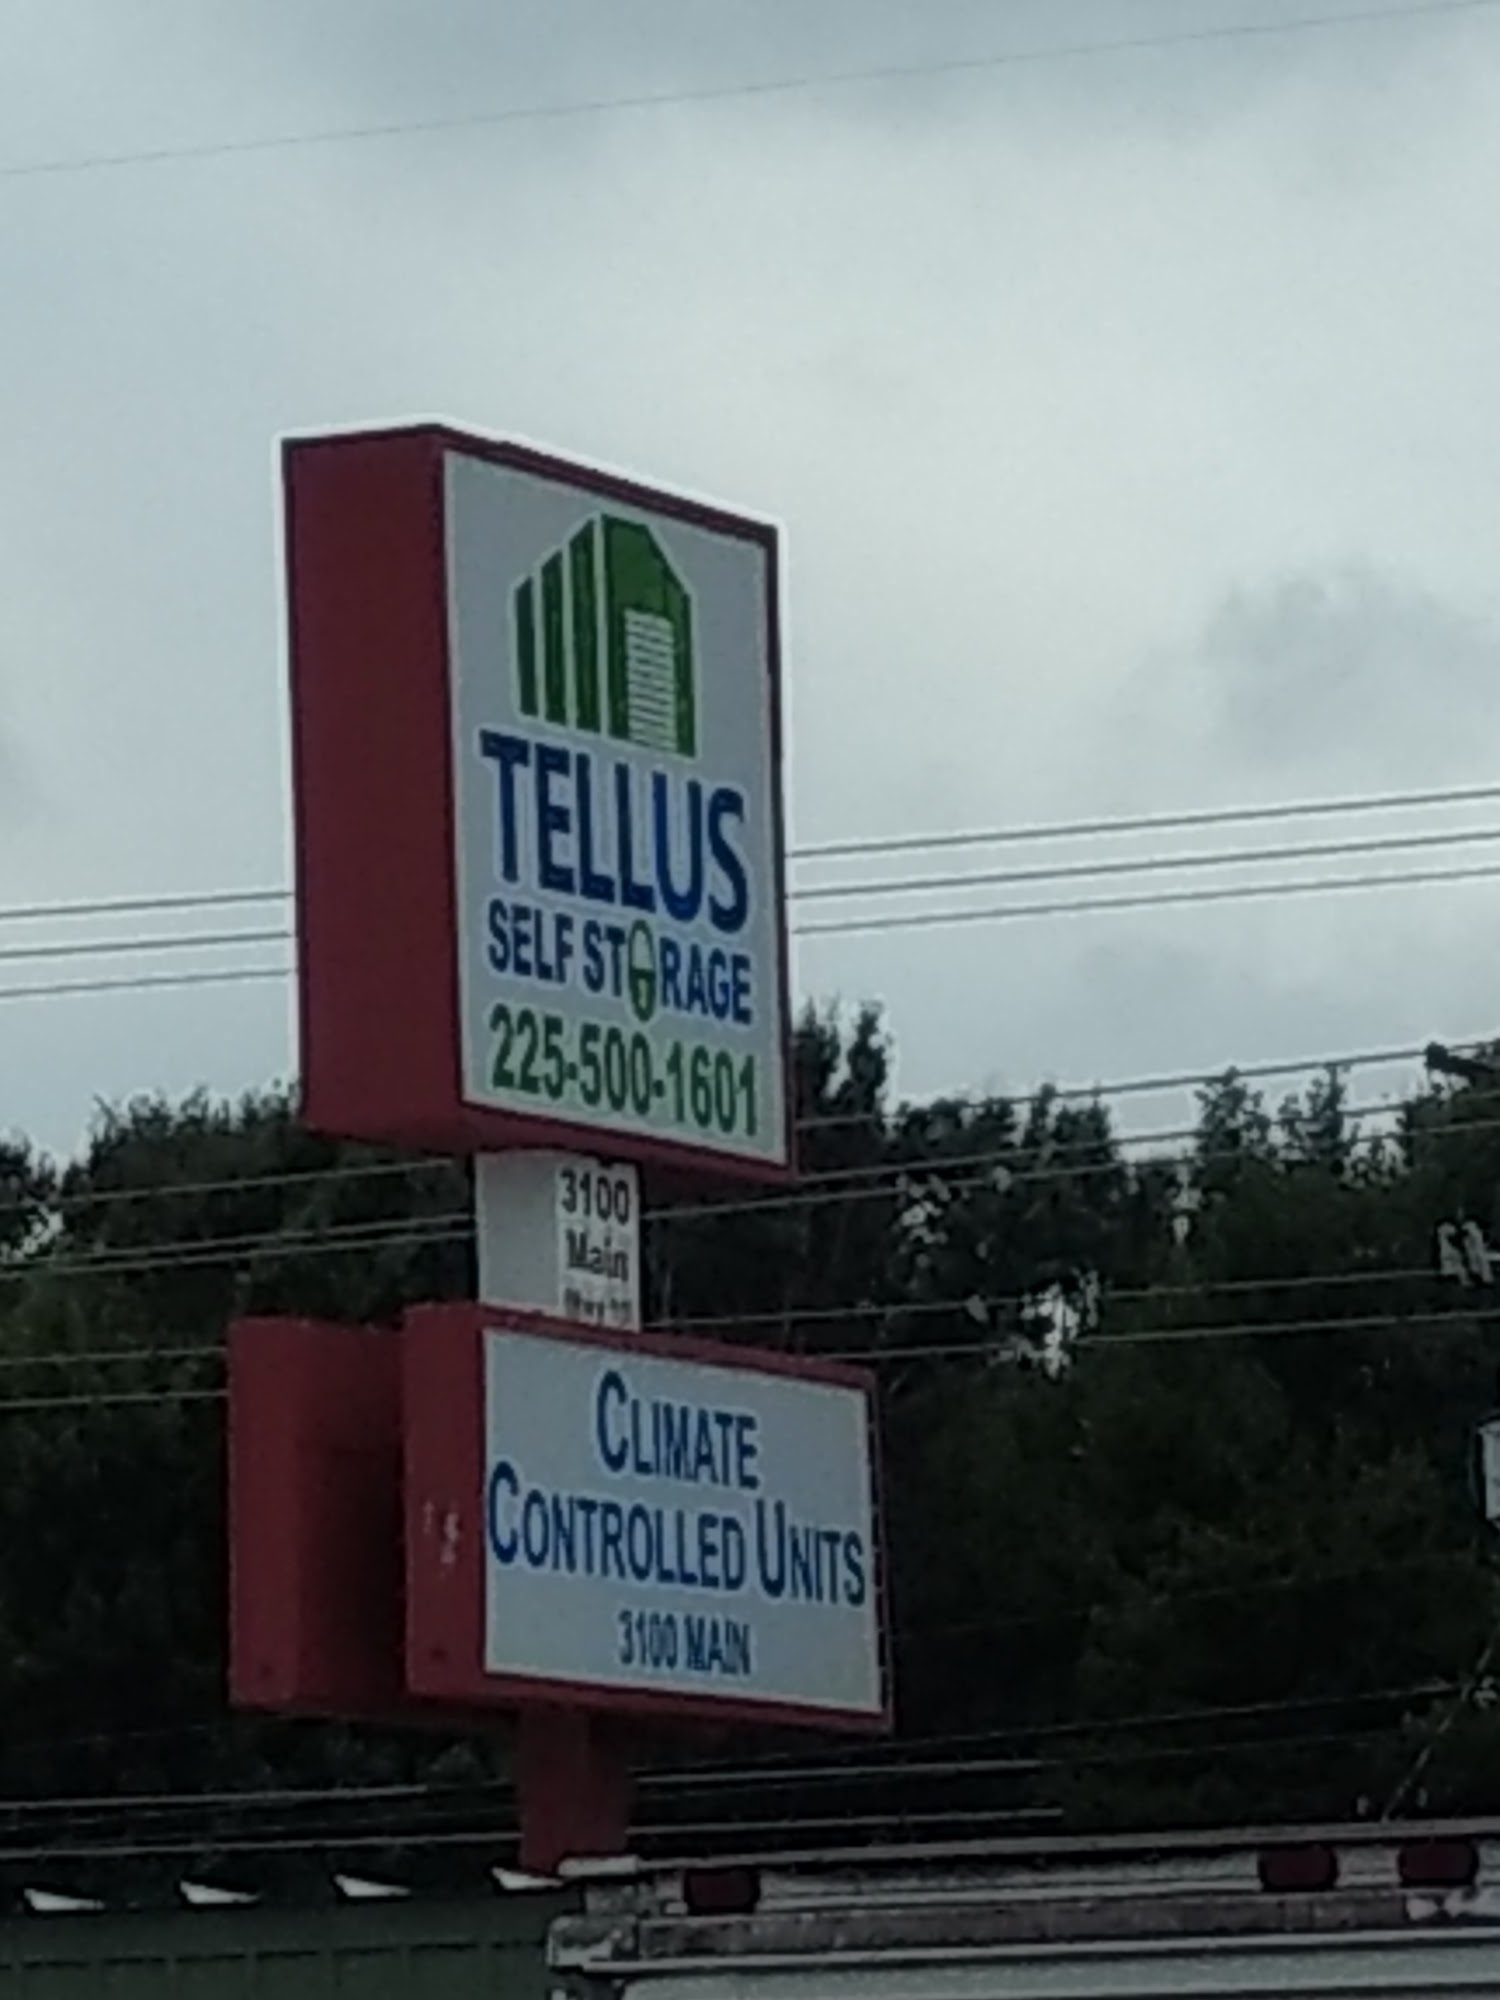 TELLUS
SELF STORAGE
225-500-1601
3100
Main
CLIMATE
CONTROLLED UNITS
3100 MAIN